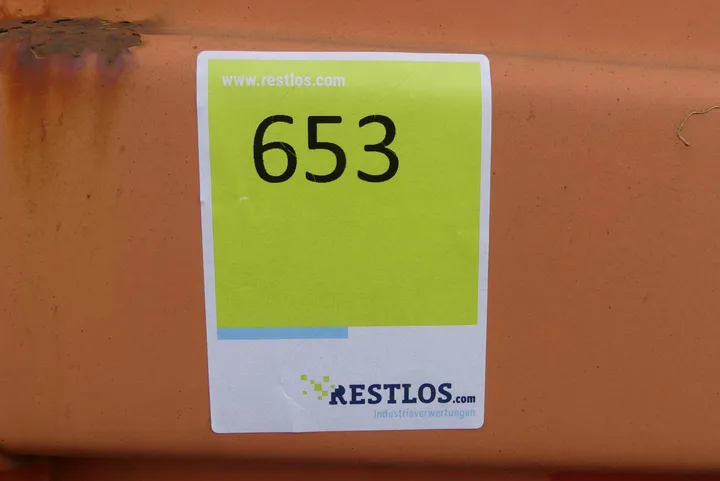 www.restlos.com
653
RESTLOS.com
Industrieverwertungen